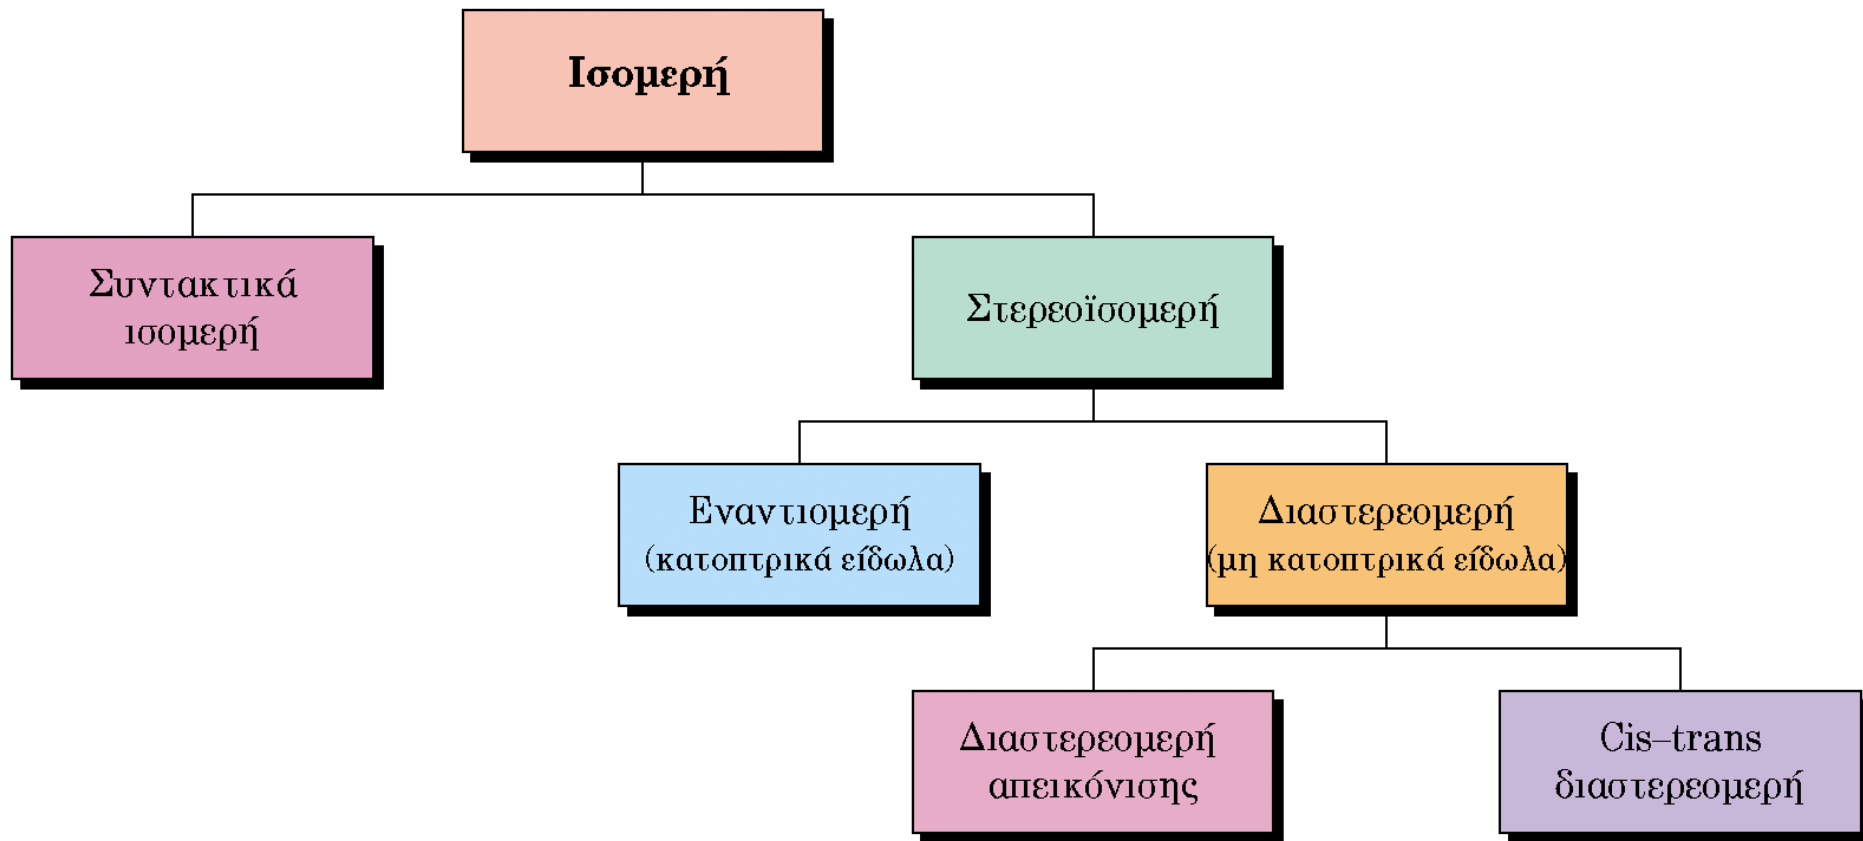 Ισομερή
Συντακτικά
ισομερή
Στερεοϊσομερή
Εναντιομερή
(κατοπτρικά είδωλα)
Διαστερεομερή
(μη κατοπτρικά είδωλα)
Διαστερεομερή
απεικόνισης
Cis–trans
διαστερεομερή